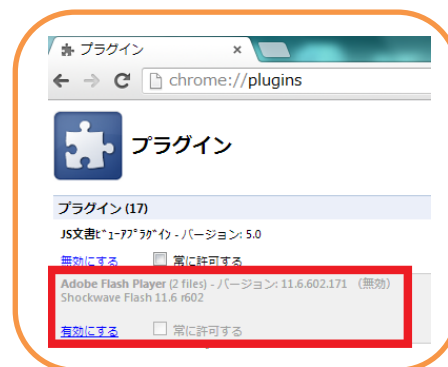 プラグイン
chrome://plugins
プラグイン
プラグイン (17)
JS文書ﾋﾞｭｰｱﾌﾟﾗｸﾞｲﾝ - バージョン: 5.0
無効にする 常に許可する
Adobe Flash Player (2 files) - バージョン: 11.6.602.171 （無効）
Shockwave Flash 11.6 r602
有効にする 常に許可する